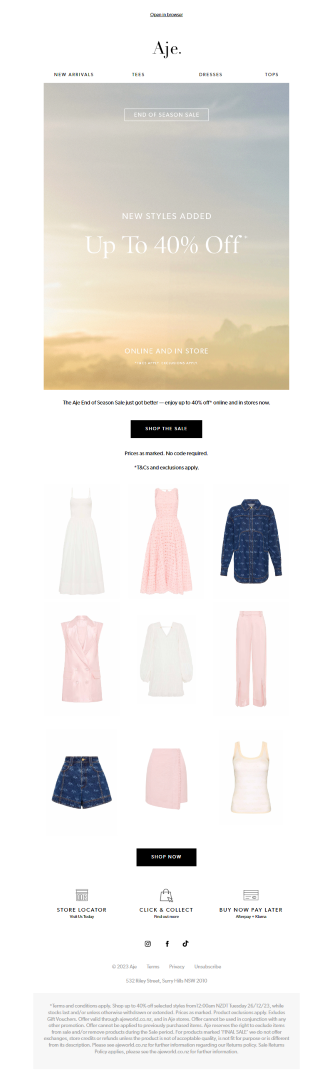 Open in browser
Aje.
NEW ARRIVALS TEES DRESSES TOPS
END OF SEASON SALE
NEW STYLES ADDED
Up To 40% Off*
ONLINE AND IN STORE
The Aje End of Season Sale just got better — enjoy up to 40% off* online and in stores now.
SHOP THE SALE
Prices as marked. No code required.
*T&Cs and exclusions apply.
SHOP NOW
STORE LOCATOR CLICK & COLLECT BUY NOW PAY LATER
Visit Us Today Find out more Afterpay + Klarna
© 2023 Aje Terms Privacy Unsubscribe
532 Riley Street, Surry Hills NSW 2010
*Terms and conditions apply. Shop up to 40% off selected styles from 12:00am NZDT Tuesday 26/12/23, while
stocks last and/or unless otherwise withdrawn or extended. Prices as marked. Product exclusions apply. Excludes
Gift Vouchers. Offer valid through ajeworld.co.nz, and in Aje stores. Offer cannot be used in conjunction with any
other promotion. Offer cannot be applied to previously purchased items. Aje reserves the right to exclude items
from sale and/or remove products during the Sale period. For products marked 'FINAL SALE' we do not offer
exchanges, store credits or refunds unless the product is not of acceptable quality, is not fit for purpose or is different
from its description. Please see ajeworld.co.nz for further information regarding our Returns policy. Sale Returns
Policy applies, please see the ajeworld.co.nz for further information.